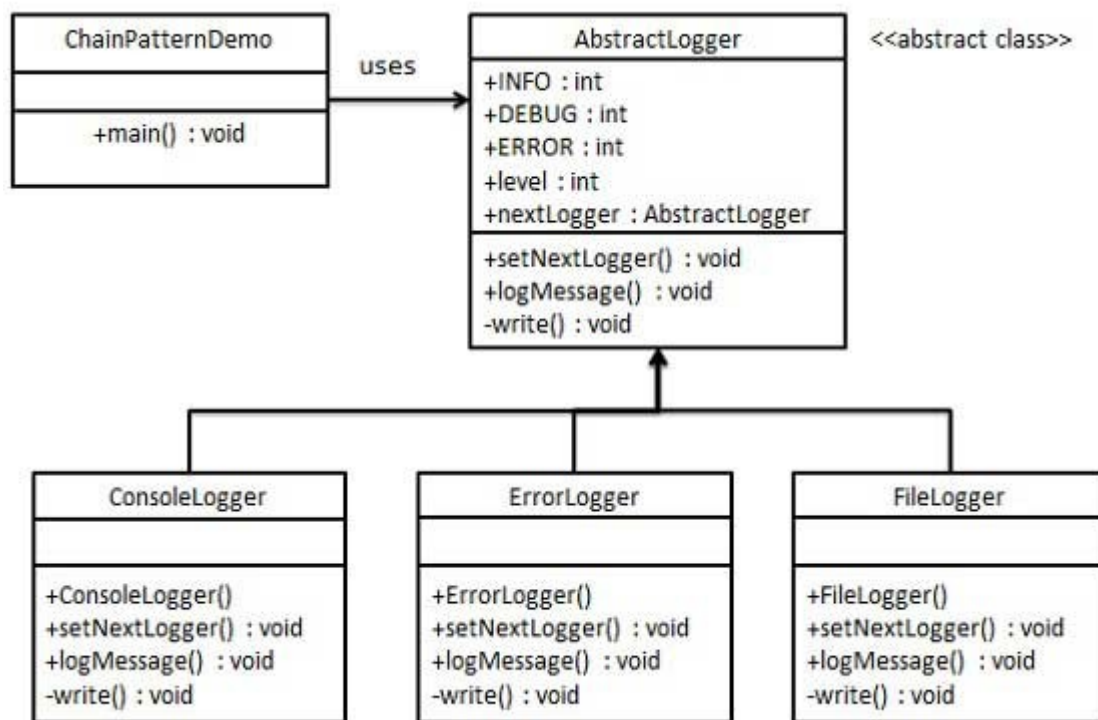 ChainPatternDemo
+main() : void
uses
AbstractLogger
<<abstract class>>
+INFO : int
+DEBUG : int
+ERROR : int
+level : int
+nextLogger : AbstractLogger
+setNextLogger() : void
+logMessage() : void
-write() : void
ConsoleLogger
+ConsoleLogger()
+setNextLogger() : void
+logMessage() : void
-write() : void
ErrorLogger
+ErrorLogger()
+setNextLogger() : void
+logMessage() : void
-write() : void
FileLogger
+FileLogger()
+setNextLogger() : void
+logMessage() : void
-write() : void